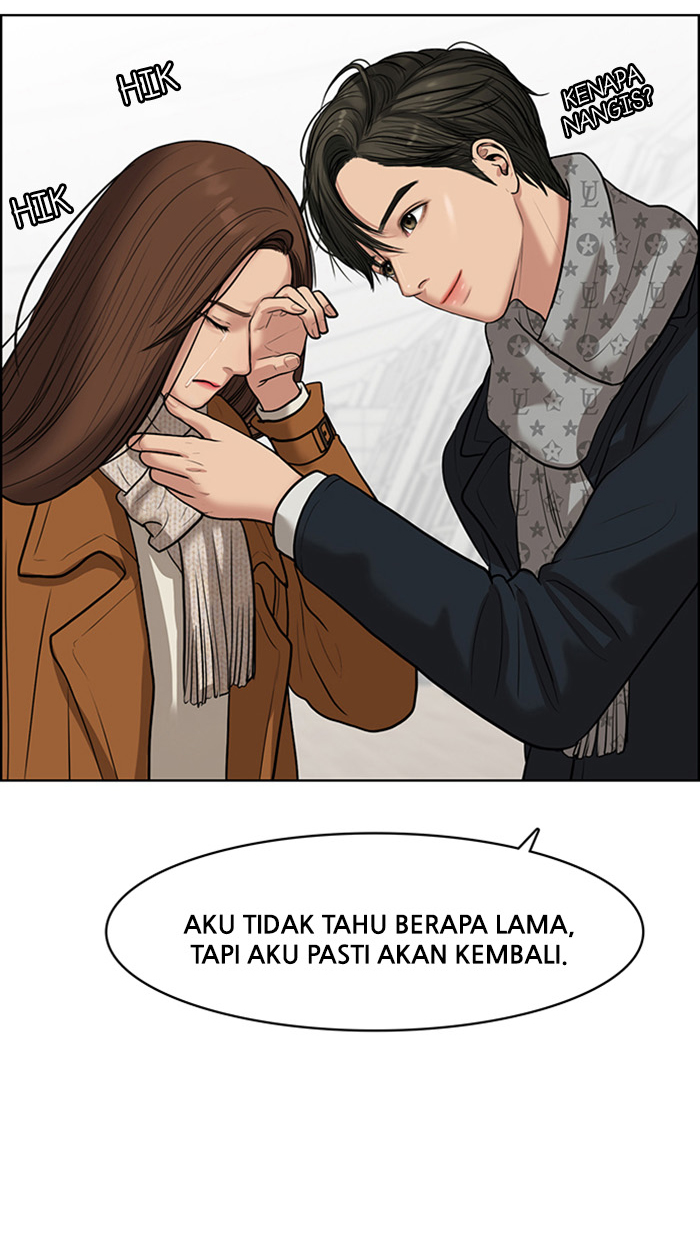 HIK
HIK
KENAPA
NANGIS?
AKU TIDAK TAHU BERAPA LAMA,
TAPI AKU PASTI AKAN KEMBALI.